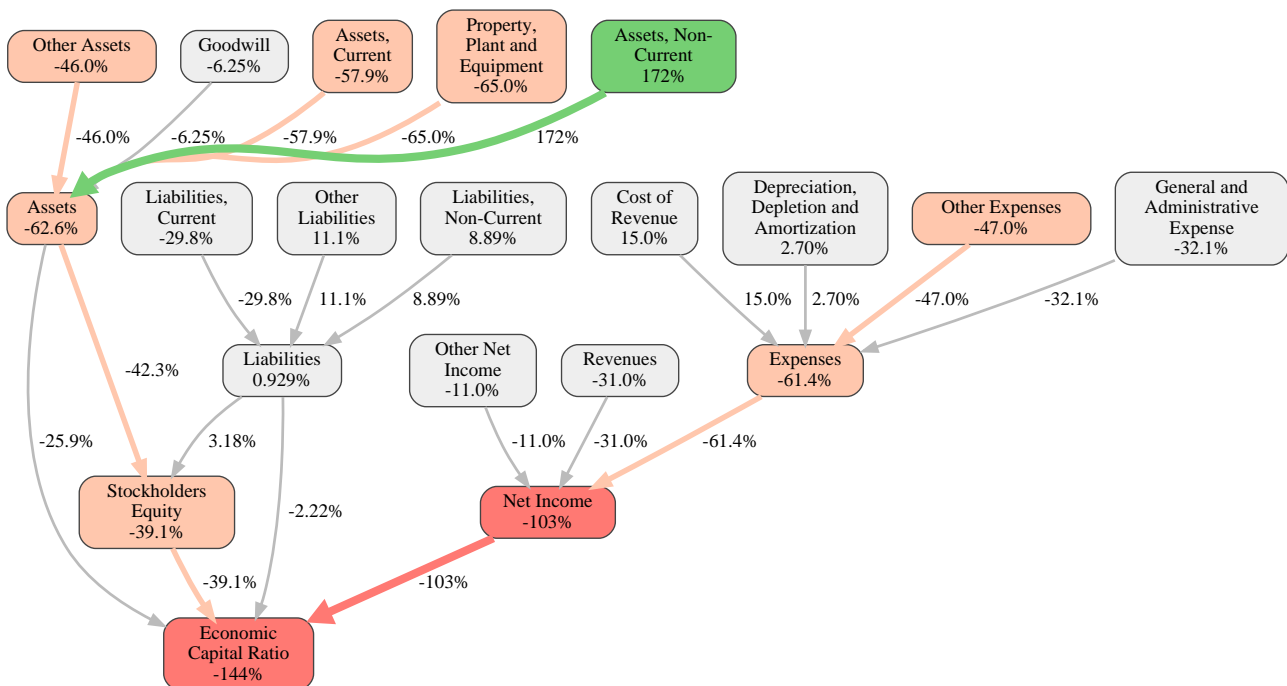 Other Assets
-46.0%
Goodwill
-6.25%
Assets,
Current
-57.9%
Property,
Plant and
Equipment
-65.0%
Assets, Non-
Current
172%
-46.0%
-6.25%
-57.9%
-65.0%
172%
Assets
-62.6%
Liabilities,
Current
-29.8%
Other
Liabilities
11.1%
Liabilities,
Non-Current
8.89%
Cost of
Revenue
15.0%
Depreciation,
Depletion and
Amortization
2.70%
Other Expenses
-47.0%
General and
Administrative
Expense
-32.1%
-29.8%
11.1%
8.89%
15.0%
2.70%
-47.0%
-32.1%
Liabilities
0.929%
Other Net
Income
-11.0%
Revenues
-31.0%
Expenses
-61.4%
-42.3%
-25.9%
3.18%
-2.22%
-11.0%
-31.0%
-61.4%
Stockholders
Equity
-39.1%
Net Income
-103%
-39.1%
-103%
Economic
Capital Ratio
-144%